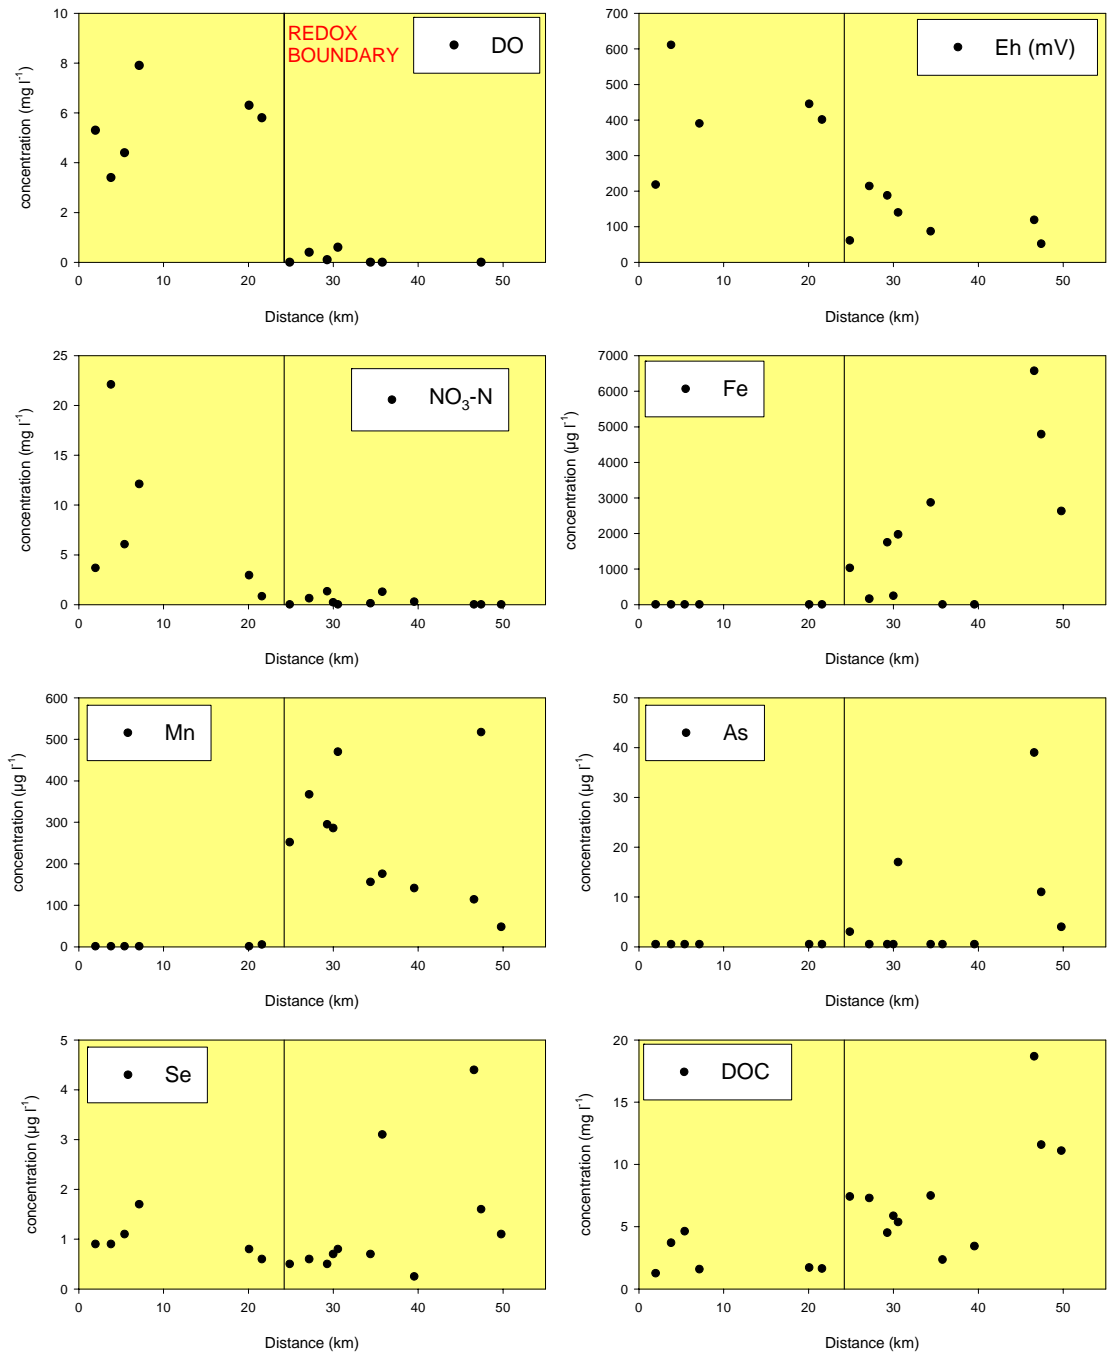 REDOX
BOUNDARY
DO
concentration (mg l⁻¹)
10
8
6
4
2
0
0 10 20 30 40 50
Distance (km)
Eh (mV)
700
600
500
400
300
200
100
0
0 10 20 30 40 50
Distance (km)
NO₃-N
concentration (mg l⁻¹)
25
20
15
10
5
0
0 10 20 30 40 50
Distance (km)
Fe
concentration (µg l⁻¹)
7000
6000
5000
4000
3000
2000
1000
0
0 10 20 30 40 50
Distance (km)
Mn
concentration (µg l⁻¹)
600
500
400
300
200
100
0
0 10 20 30 40 50
Distance (km)
As
concentration (µg l⁻¹)
50
40
30
20
10
0
0 10 20 30 40 50
Distance (km)
Se
concentration (µg l⁻¹)
5
4
3
2
1
0
0 10 20 30 40 50
Distance (km)
DOC
concentration (mg l⁻¹)
20
15
10
5
0
0 10 20 30 40 50
Distance (km)